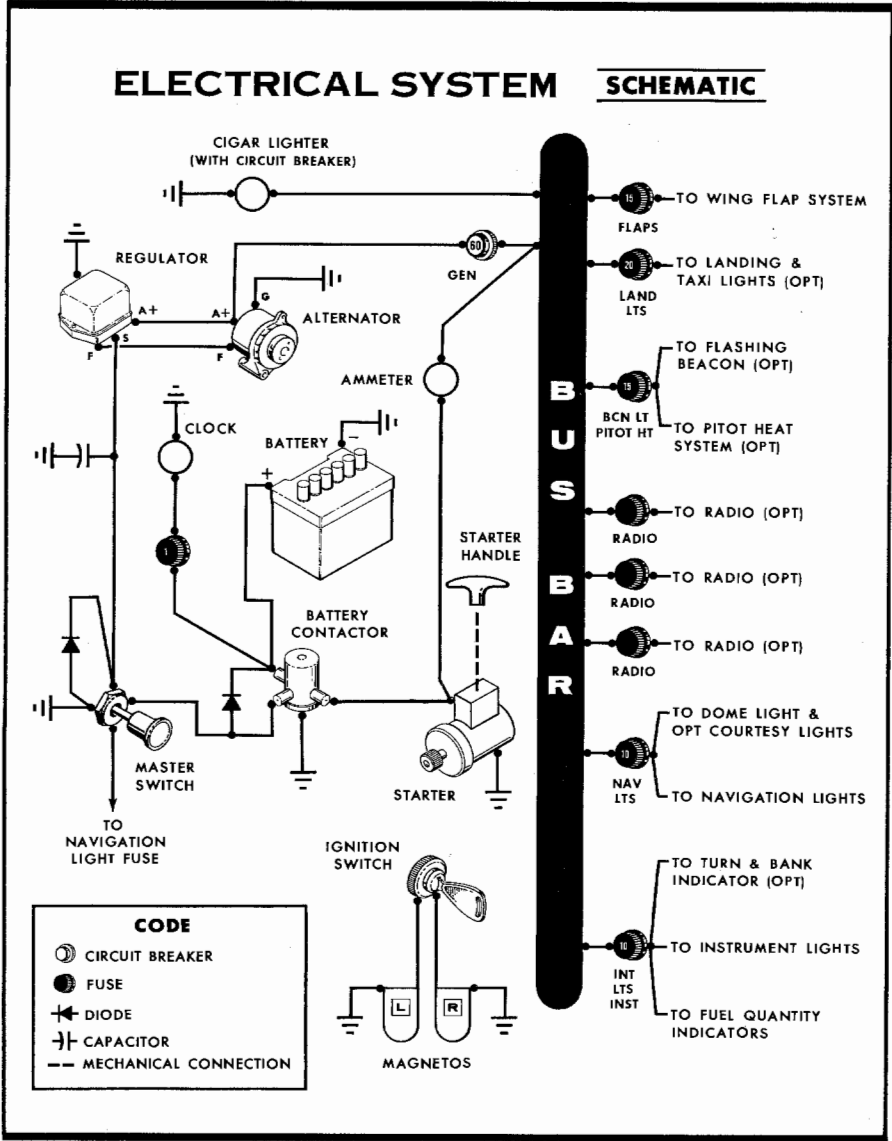 ELECTRICAL SYSTEM SCHEMATIC
CIGAR LIGHTER
(WITH CIRCUIT BREAKER)
15
FLAPS
TO WING FLAP SYSTEM
REGULATOR
A+
S
F
A+
G
F
ALTERNATOR
60
GEN
20
LAND
LTS
TO LANDING &
TAXI LIGHTS (OPT)
AMMETER
CLOCK
1
BATTERY
+
−
15
BCN LT
PITOT HT
TO FLASHING
BEACON (OPT)
TO PITOT HEAT
SYSTEM (OPT)
BUS BAR
STARTER
HANDLE
RADIO
TO RADIO (OPT)
RADIO
TO RADIO (OPT)
RADIO
TO RADIO (OPT)
BATTERY
CONTACTOR
MASTER
SWITCH
TO
NAVIGATION
LIGHT FUSE
STARTER
10
NAV
LTS
TO DOME LIGHT &
OPT COURTESY LIGHTS
TO NAVIGATION LIGHTS
IGNITION
SWITCH
L
R
MAGNETOS
10
INT
LTS
INST
TO TURN & BANK
INDICATOR (OPT)
TO INSTRUMENT LIGHTS
TO FUEL QUANTITY
INDICATORS
CODE
CIRCUIT BREAKER
FUSE
DIODE
CAPACITOR
MECHANICAL CONNECTION